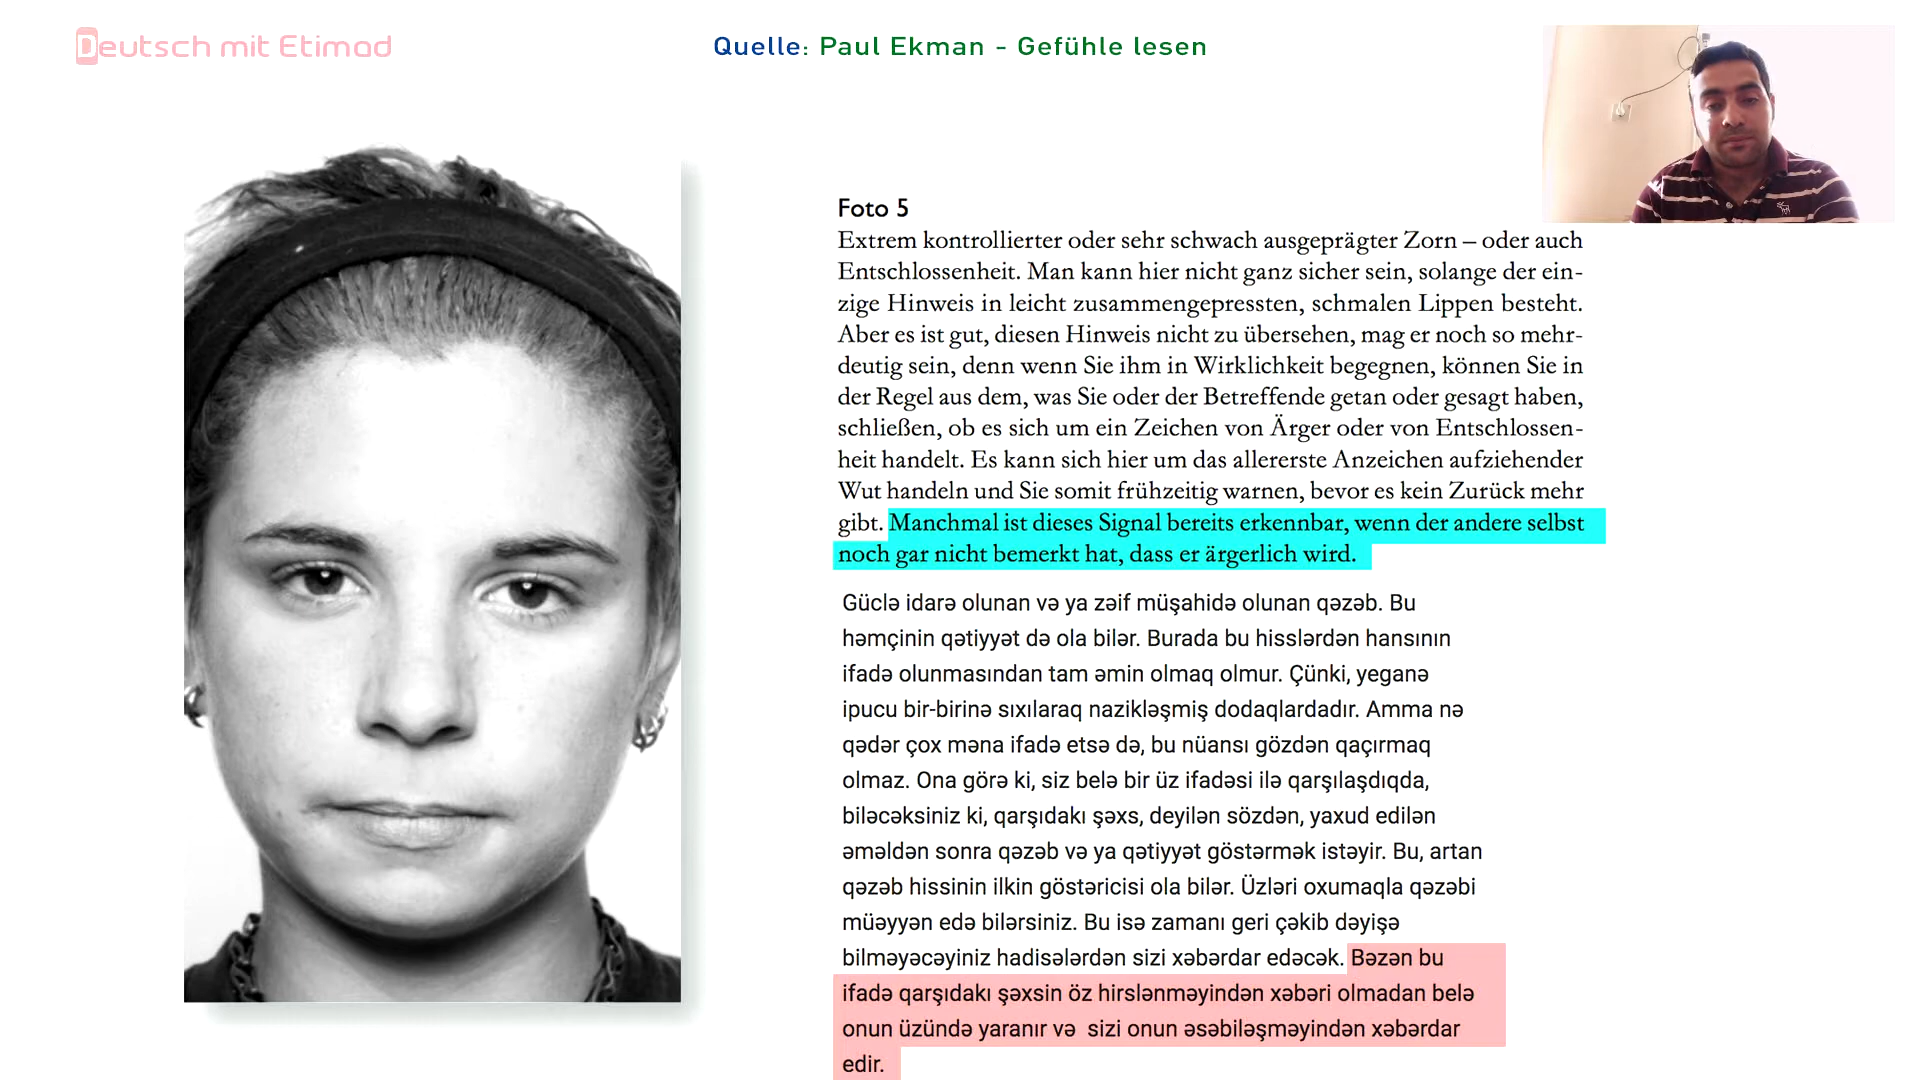 Deutsch mit Etimad
Quelle: Paul Ekman - Gefühle lesen
Foto 5
Extrem kontrollierter oder sehr schwach ausgeprägter Zorn – oder auch
Entschlossenheit. Man kann hier nicht ganz sicher sein, solange der ein-
zige Hinweis in leicht zusammengepressten, schmalen Lippen besteht.
Aber es ist gut, diesen Hinweis nicht zu übersehen, mag er noch so mehr-
deutig sein, denn wenn Sie ihm in Wirklichkeit begegnen, können Sie in
der Regel aus dem, was Sie oder der Betreffende getan oder gesagt haben,
schließen, ob es sich um ein Zeichen von Ärger oder von Entschlossen-
heit handelt. Es kann sich hier um das allererste Anzeichen aufziehender
Wut handeln und Sie somit frühzeitig warnen, bevor es kein Zurück mehr
gibt. Manchmal ist dieses Signal bereits erkennbar, wenn der andere selbst
noch gar nicht bemerkt hat, dass er ärgerlich wird.
Güclə idarə olunan və ya zəif müşahidə olunan qəzəb. Bu
həmçinin qətiyyət də ola bilər. Burada bu hisslərdən hansının
ifadə olunmasından tam əmin olmaq olmur. Çünki, yeganə
ipucu bir-birinə sıxılaraq nazikləşmiş dodaqlardadır. Amma nə
qədər çox məna ifadə etsə də, bu nüansı gözdən qaçırmaq
olmaz. Ona görə ki, siz belə bir üz ifadəsi ilə qarşılaşdıqda,
biləcəksiniz ki, qarşıdakı şəxs, deyilən sözdən, yaxud edilən
əməldən sonra qəzəb və ya qətiyyət göstərmək istəyir. Bu, artan
qəzəb hissinin ilkin göstəricisi ola bilər. Üzləri oxumaqla qəzəbi
müəyyən edə bilərsiniz. Bu isə zamanı geri çəkib dəyişə
bilməyəcəyiniz hadisələrdən sizi xəbərdar edəcək. Bəzən bu
ifadə qarşıdakı şəxsin öz hirslənməyindən xəbəri olmadan belə
onun üzündə yaranır və sizi onun əsəbiləşməyindən xəbərdar
edir.